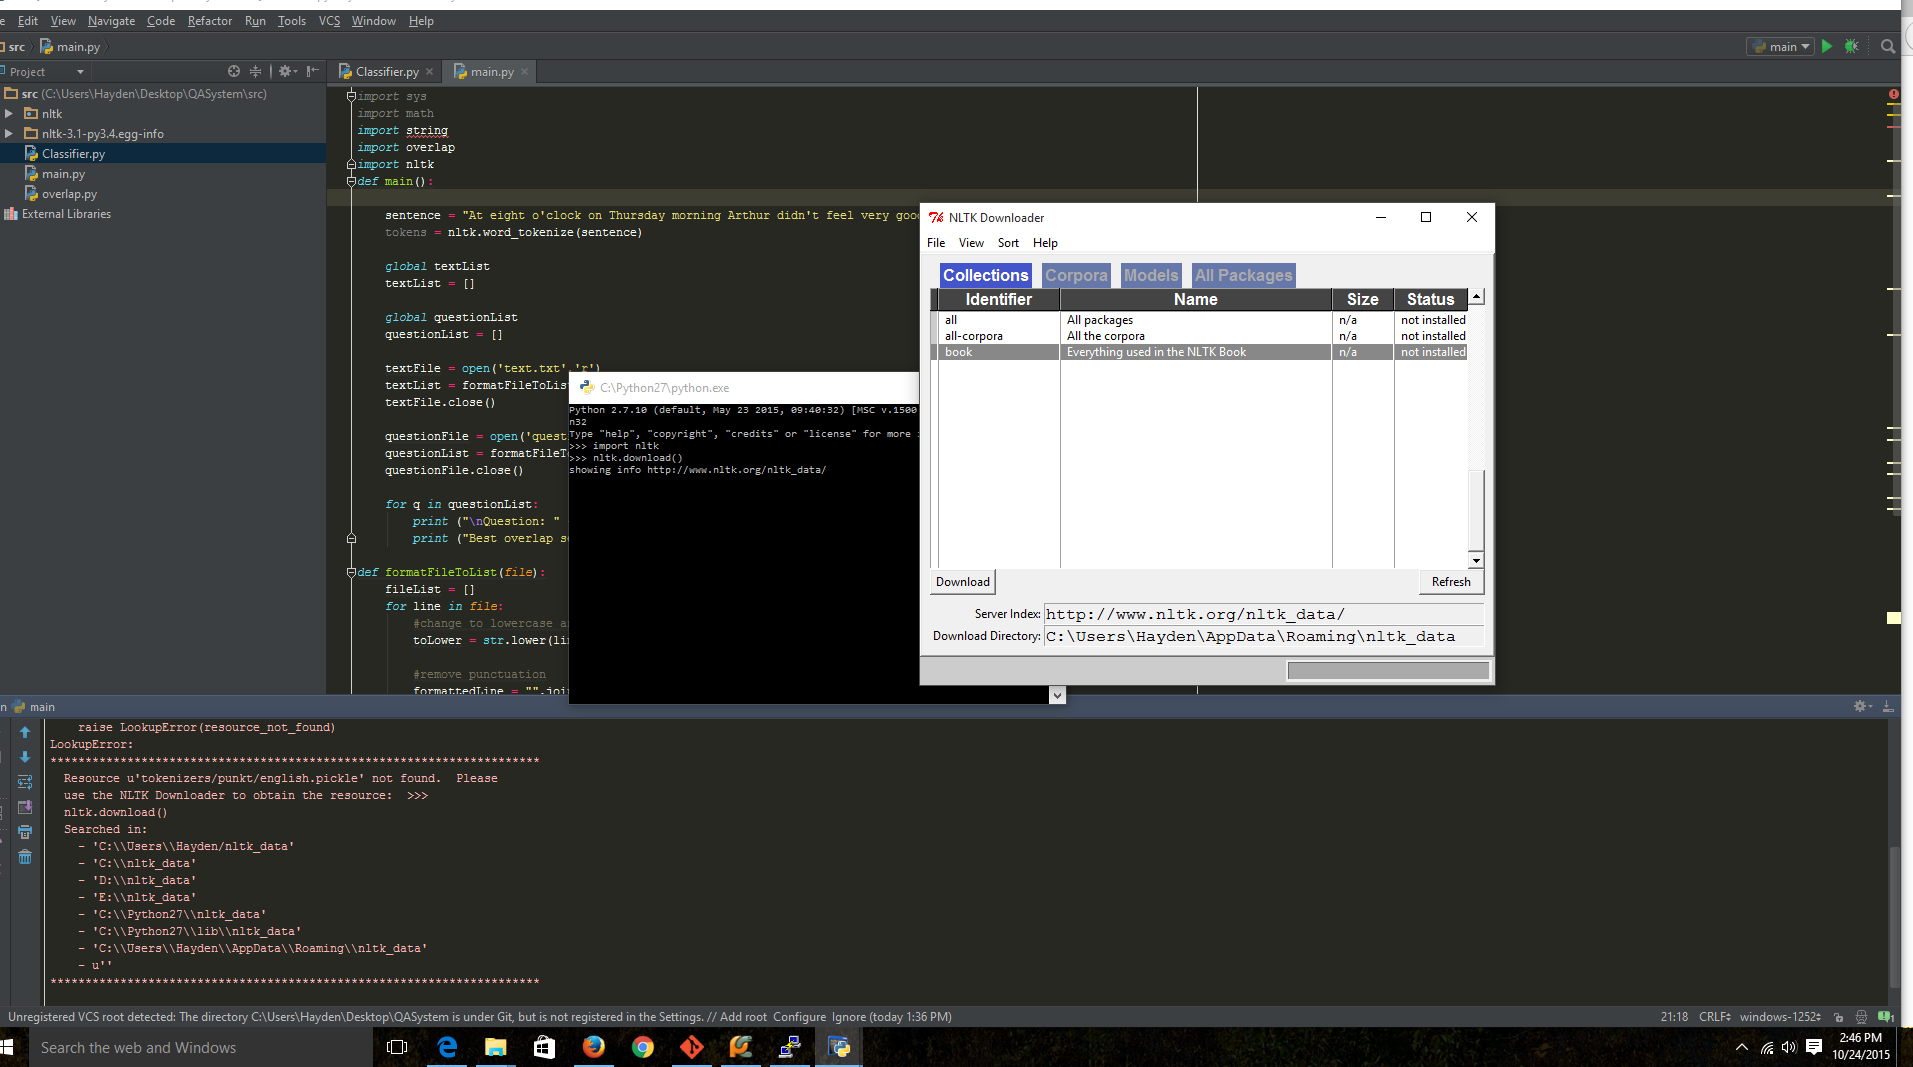 e Edit View Navigate Code Refactor Run Tools VCS Window Help
src main.py
main
Project
Classifier.py
main.py
src (C:\Users\Hayden\Desktop\QASystem\src)
nltk
nltk-3.1-py3.4.egg-info
Classifier.py
main.py
overlap.py
External Libraries
import sys
import math
import string
import overlap
import nltk
def main():
sentence = "At eight o'clock on Thursday morning Arthur didn't feel very goo
tokens = nltk.word_tokenize(sentence)
global textList
textList = []
global questionList
questionList = []
textFile = open('text.txt','r')
textList = formatFileToLis
textFile.close()
questionFile = open('quest
questionList = formatFileT
questionFile.close()
for q in questionList:
print ("\nQuestion: "
print ("Best overlap s
def formatFileToList(file):
fileList = []
for line in file:
#change to lowercase a
toLower = str.lower(li
#remove punctuation
formattedLine = "".joi
C:\Python27\python.exe
Python 2.7.10 (default, May 23 2015, 09:40:32) [MSC v.1500
n32
Type "help", "copyright", "credits" or "license" for more
>>> import nltk
>>> nltk.download()
showing info http://www.nltk.org/nltk_data/
NLTK Downloader
File View Sort Help
Collections Corpora Models All Packages
Identifier Name Size Status
all All packages n/a not installed
all-corpora All the corpora n/a not installed
book Everything used in the NLTK Book n/a not installed
Download Refresh
Server Index: http://www.nltk.org/nltk_data/
Download Directory: C:\Users\Hayden\AppData\Roaming\nltk_data
n main
raise LookupError(resource_not_found)
LookupError:
**********************************************************************
Resource u'tokenizers/punkt/english.pickle' not found.  Please
use the NLTK Downloader to obtain the resource:  >>>
nltk.download()
Searched in:
- 'C:\\Users\\Hayden/nltk_data'
- 'C:\\nltk_data'
- 'D:\\nltk_data'
- 'E:\\nltk_data'
- 'C:\\Python27\\nltk_data'
- 'C:\\Python27\\lib\\nltk_data'
- 'C:\\Users\\Hayden\\AppData\\Roaming\\nltk_data'
- u''
**********************************************************************
Unregistered VCS root detected: The directory C:\Users\Hayden\Desktop\QASystem is under Git, but is not registered in the Settings. // Add root Configure Ignore (today 1:36 PM)
21:18 CRLF windows-1252 1
Search the web and Windows
2:46 PM
10/24/2015